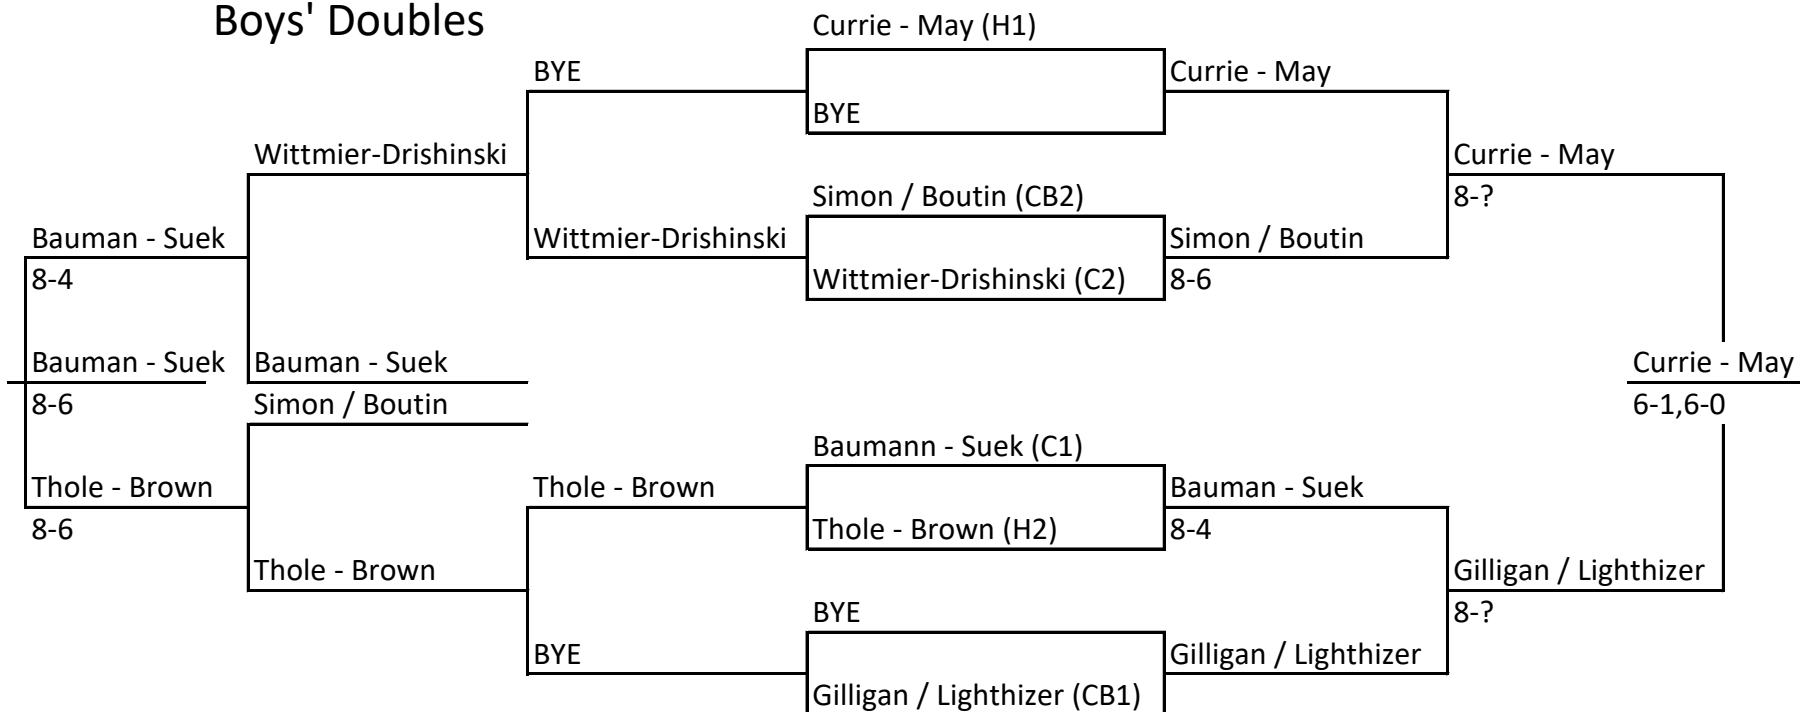 Boys' Doubles
Currie - May (H1)
BYE
Currie - May
BYE
Wittmier-Drishinski
Currie - May
Simon / Boutin (CB2)
8-?
Bauman - Suek
Wittmier-Drishinski
Simon / Boutin
8-4
Wittmier-Drishinski (C2)
8-6
Bauman - Suek
Bauman - Suek
Currie - May
8-6
Simon / Boutin
6-1,6-0
Baumann - Suek (C1)
Thole - Brown
Thole - Brown
Bauman - Suek
8-6
Thole - Brown (H2)
8-4
Thole - Brown
Gilligan / Lighthizer
BYE
8-?
BYE
Gilligan / Lighthizer
Gilligan / Lighthizer (CB1)